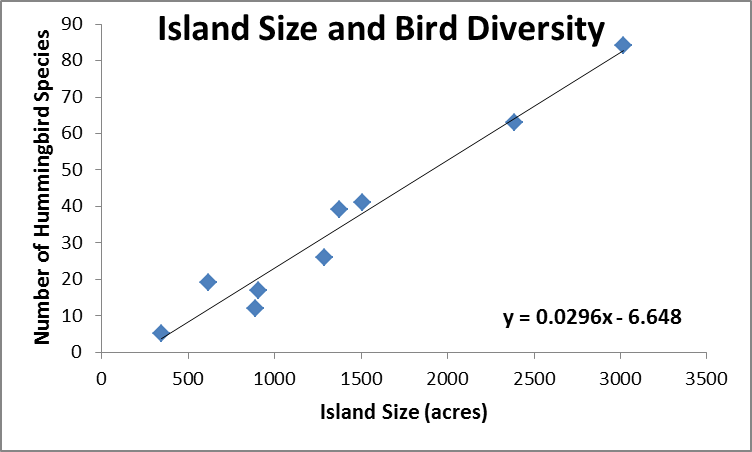 Island Size and Bird Diversity
Number of Hummingbird Species
90
80
70
60
50
40
30
20
10
0
y = 0.0296x - 6.648
0 500 1000 1500 2000 2500 3000 3500
Island Size (acres)